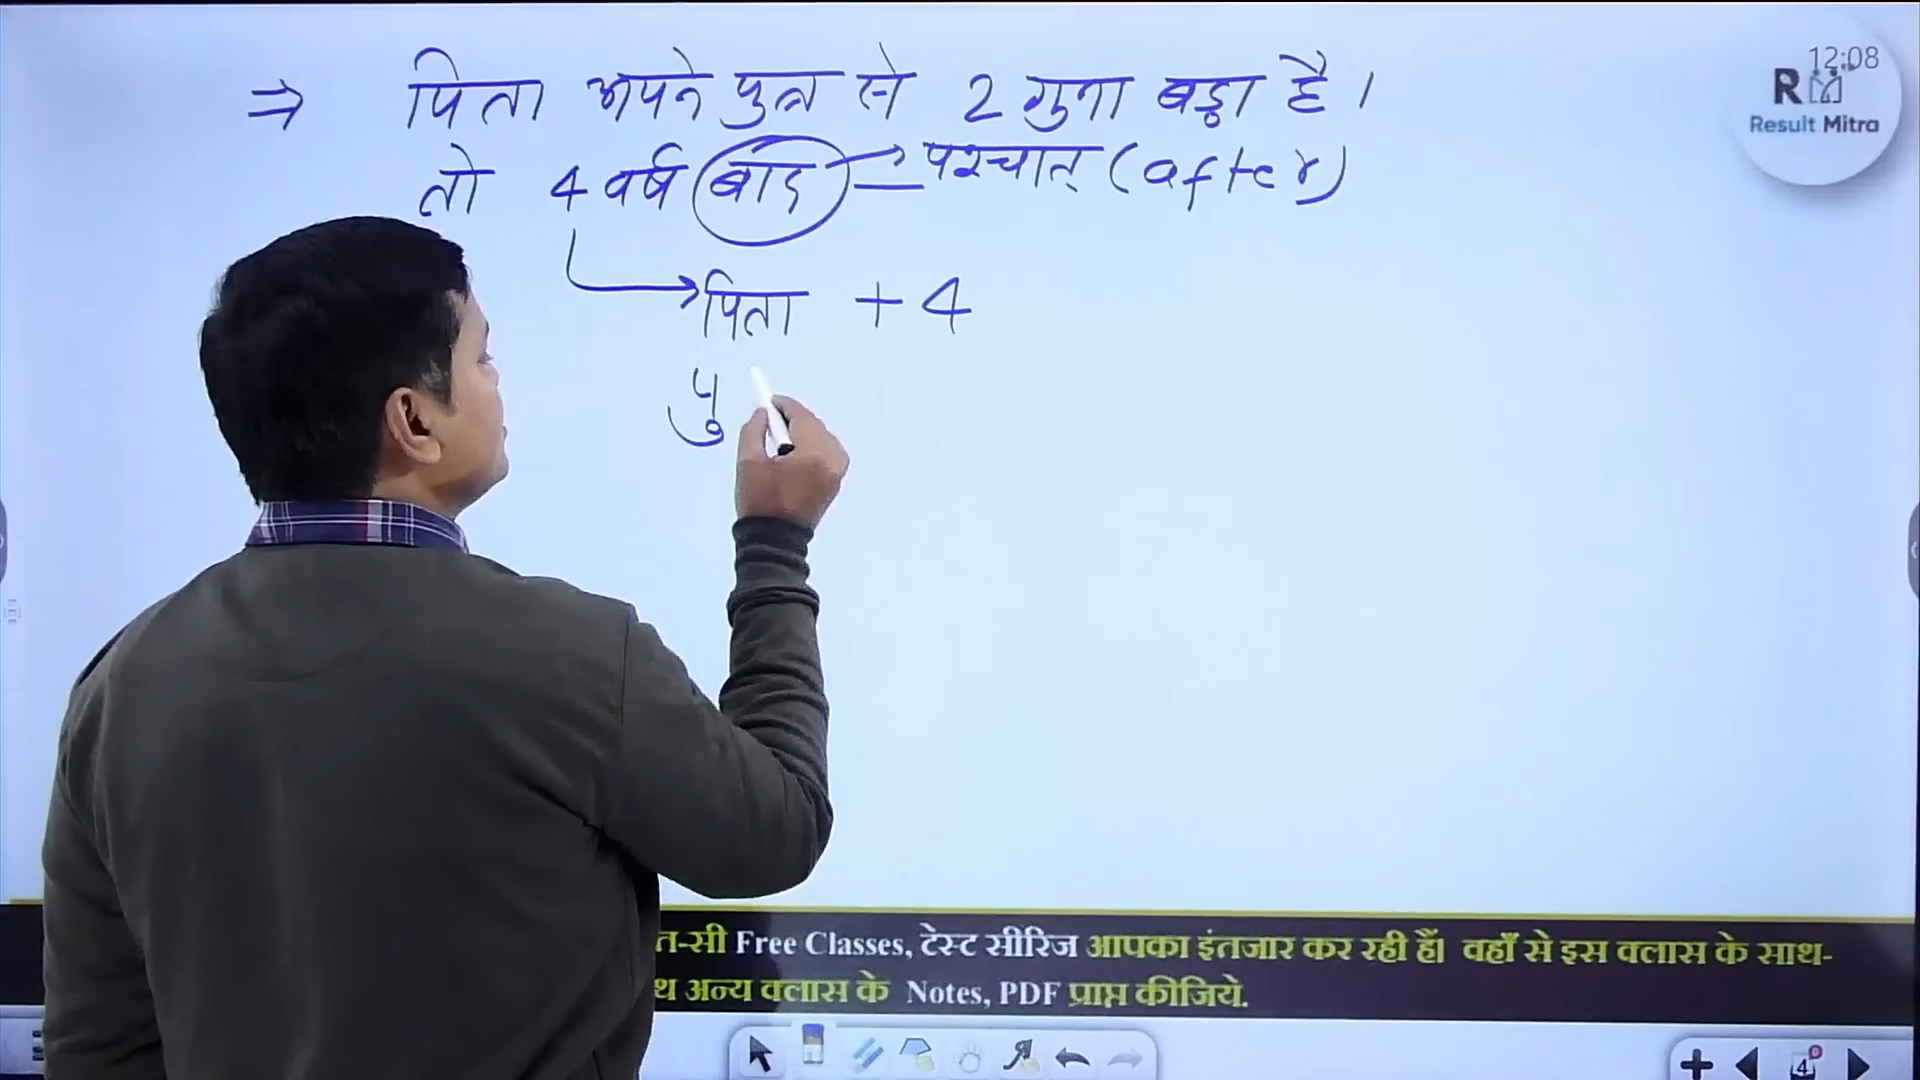 ⇒ पिता अपने पुत्र से 2 गुना बड़ा है।
तो 4 वर्ष बाद → पश्चात् (after)
पिता + 4
पु
12:08
R
Result Mitra
त-सी Free Classes, टेस्ट सीरिज आपका इंतजार कर रही हैं। वहाँ से इस क्लास के साथ-
थ अन्य क्लास के Notes, PDF प्राप्त कीजिये.
4